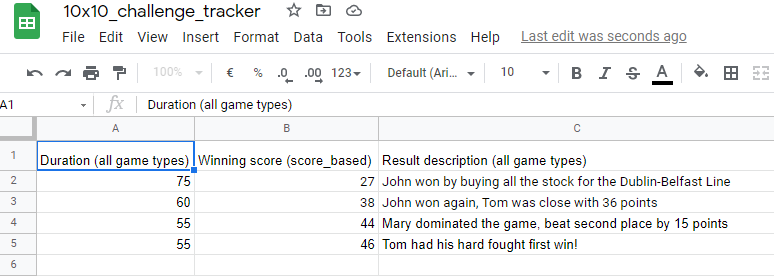 10x10_challenge_tracker
File Edit View Insert Format Data Tools Extensions Help Last edit was seconds ago
100% € % .0 .00 123 Default (Ari... 10 B I S A
A1 fx Duration (all game types)
A B C
1 Duration (all game types) Winning score (score_based) Result description (all game types)
2 75 27 John won by buying all the stock for the Dublin-Belfast Line
3 60 38 John won again, Tom was close with 36 points
4 55 44 Mary dominated the game, beat second place by 15 points
5 55 46 Tom had his hard fought first win!
6